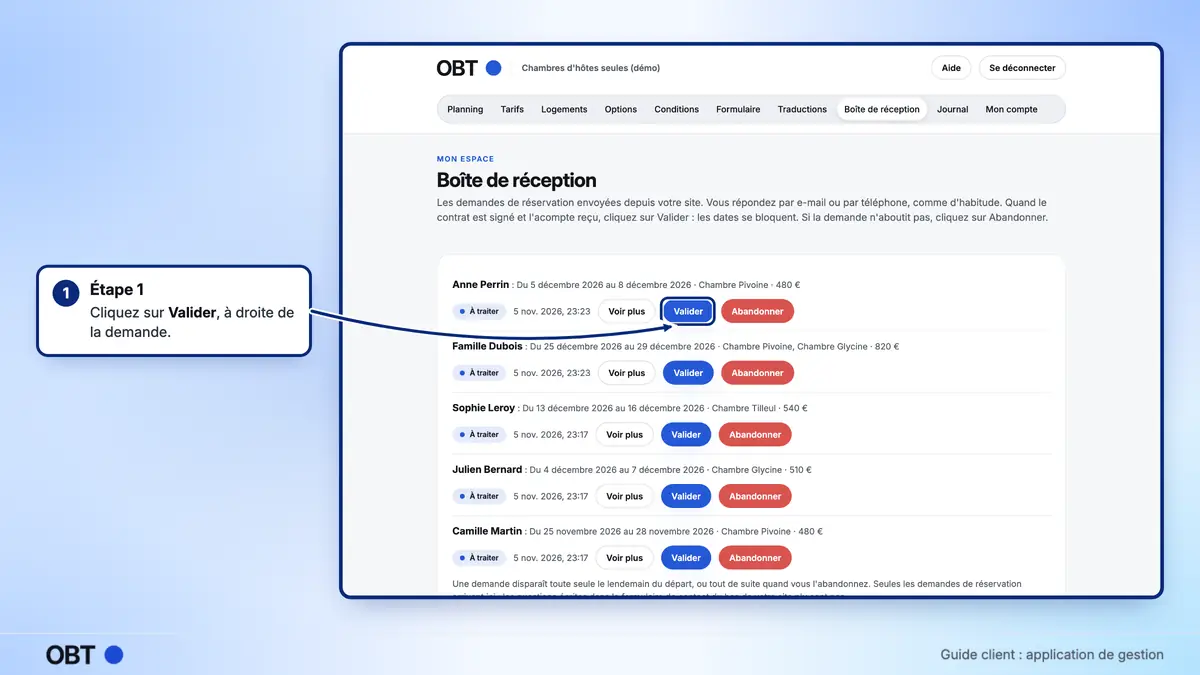 OBT
Chambres d'hôtes seules (démo)
Aide
Se déconnecter
Planning
Tarifs
Logements
Options
Conditions
Formulaire
Traductions
Boîte de réception
Journal
Mon compte
MON ESPACE
Boîte de réception
Les demandes de réservation envoyées depuis votre site. Vous répondez par e-mail ou par téléphone, comme d'habitude. Quand le
contrat est signé et l'acompte reçu, cliquez sur Valider : les dates se bloquent. Si la demande n'aboutit pas, cliquez sur Abandonner.
1
Étape 1
Cliquez sur Valider, à droite de
la demande.
Anne Perrin : Du 5 décembre 2026 au 8 décembre 2026 · Chambre Pivoine · 480 €
À traiter 5 nov. 2026, 23:23 Voir plus Valider Abandonner
Famille Dubois : Du 25 décembre 2026 au 29 décembre 2026 · Chambre Pivoine, Chambre Glycine · 820 €
À traiter 5 nov. 2026, 23:23 Voir plus Valider Abandonner
Sophie Leroy : Du 13 décembre 2026 au 16 décembre 2026 · Chambre Tilleul · 540 €
À traiter 5 nov. 2026, 23:17 Voir plus Valider Abandonner
Julien Bernard : Du 4 décembre 2026 au 7 décembre 2026 · Chambre Glycine · 510 €
À traiter 5 nov. 2026, 23:17 Voir plus Valider Abandonner
Camille Martin : Du 25 novembre 2026 au 28 novembre 2026 · Chambre Pivoine · 480 €
À traiter 5 nov. 2026, 23:17 Voir plus Valider Abandonner
Une demande disparaît toute seule le lendemain du départ, ou tout de suite quand vous l'abandonnez. Seules les demandes de réservation
OBT
Guide client : application de gestion